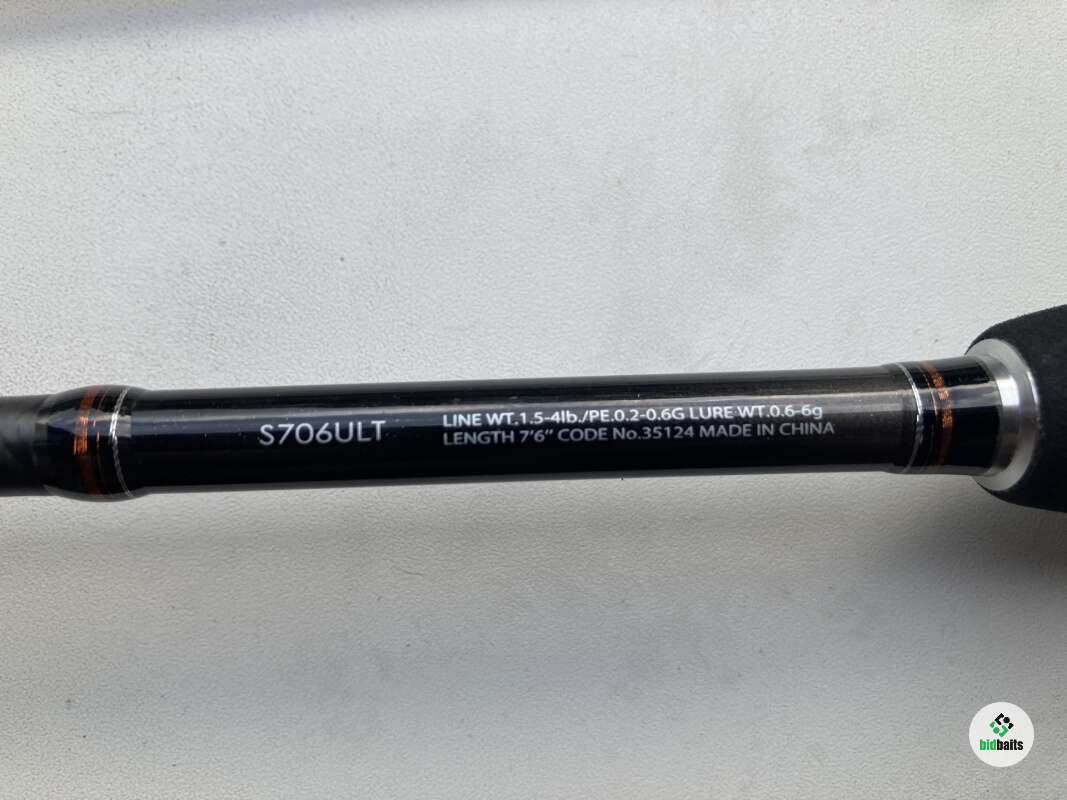 S706ULT
LINE WT.1.5-4lb./PE.0.2-0.6G LURE WT.0.6-6g
LENGTH 7'6" CODE No.35124 MADE IN CHINA
bidbaits